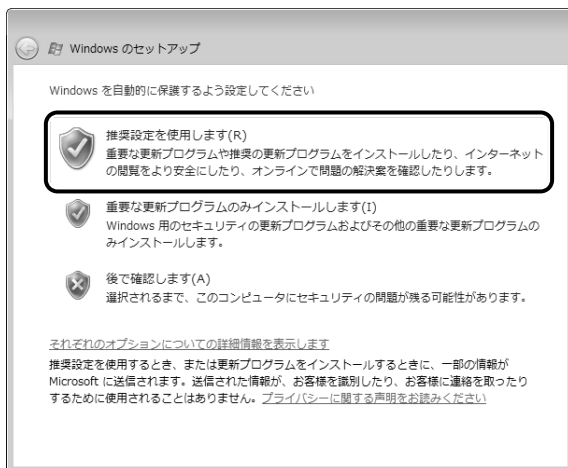 Windows のセットアップ
Windows を自動的に保護するよう設定してください
推奨設定を使用します(R)
重要な更新プログラムや推奨の更新プログラムをインストールしたり、インターネット
の閲覧をより安全にしたり、オンラインで問題の解決案を確認したりします。
重要な更新プログラムのみインストールします(I)
Windows 用のセキュリティの更新プログラムおよびその他の重要な更新プログラムの
みインストールします。
後で確認します(A)
選択されるまで、このコンピュータにセキュリティの問題が残る可能性があります。
それぞれのオプションについての詳細情報を表示します
推奨設定を使用するとき、または更新プログラムをインストールするときに、一部の情報が
Microsoft に送信されます。送信された情報が、お客様を識別したり、お客様に連絡を取ったり
するために使用されることはありません。プライバシーに関する声明をお読みください